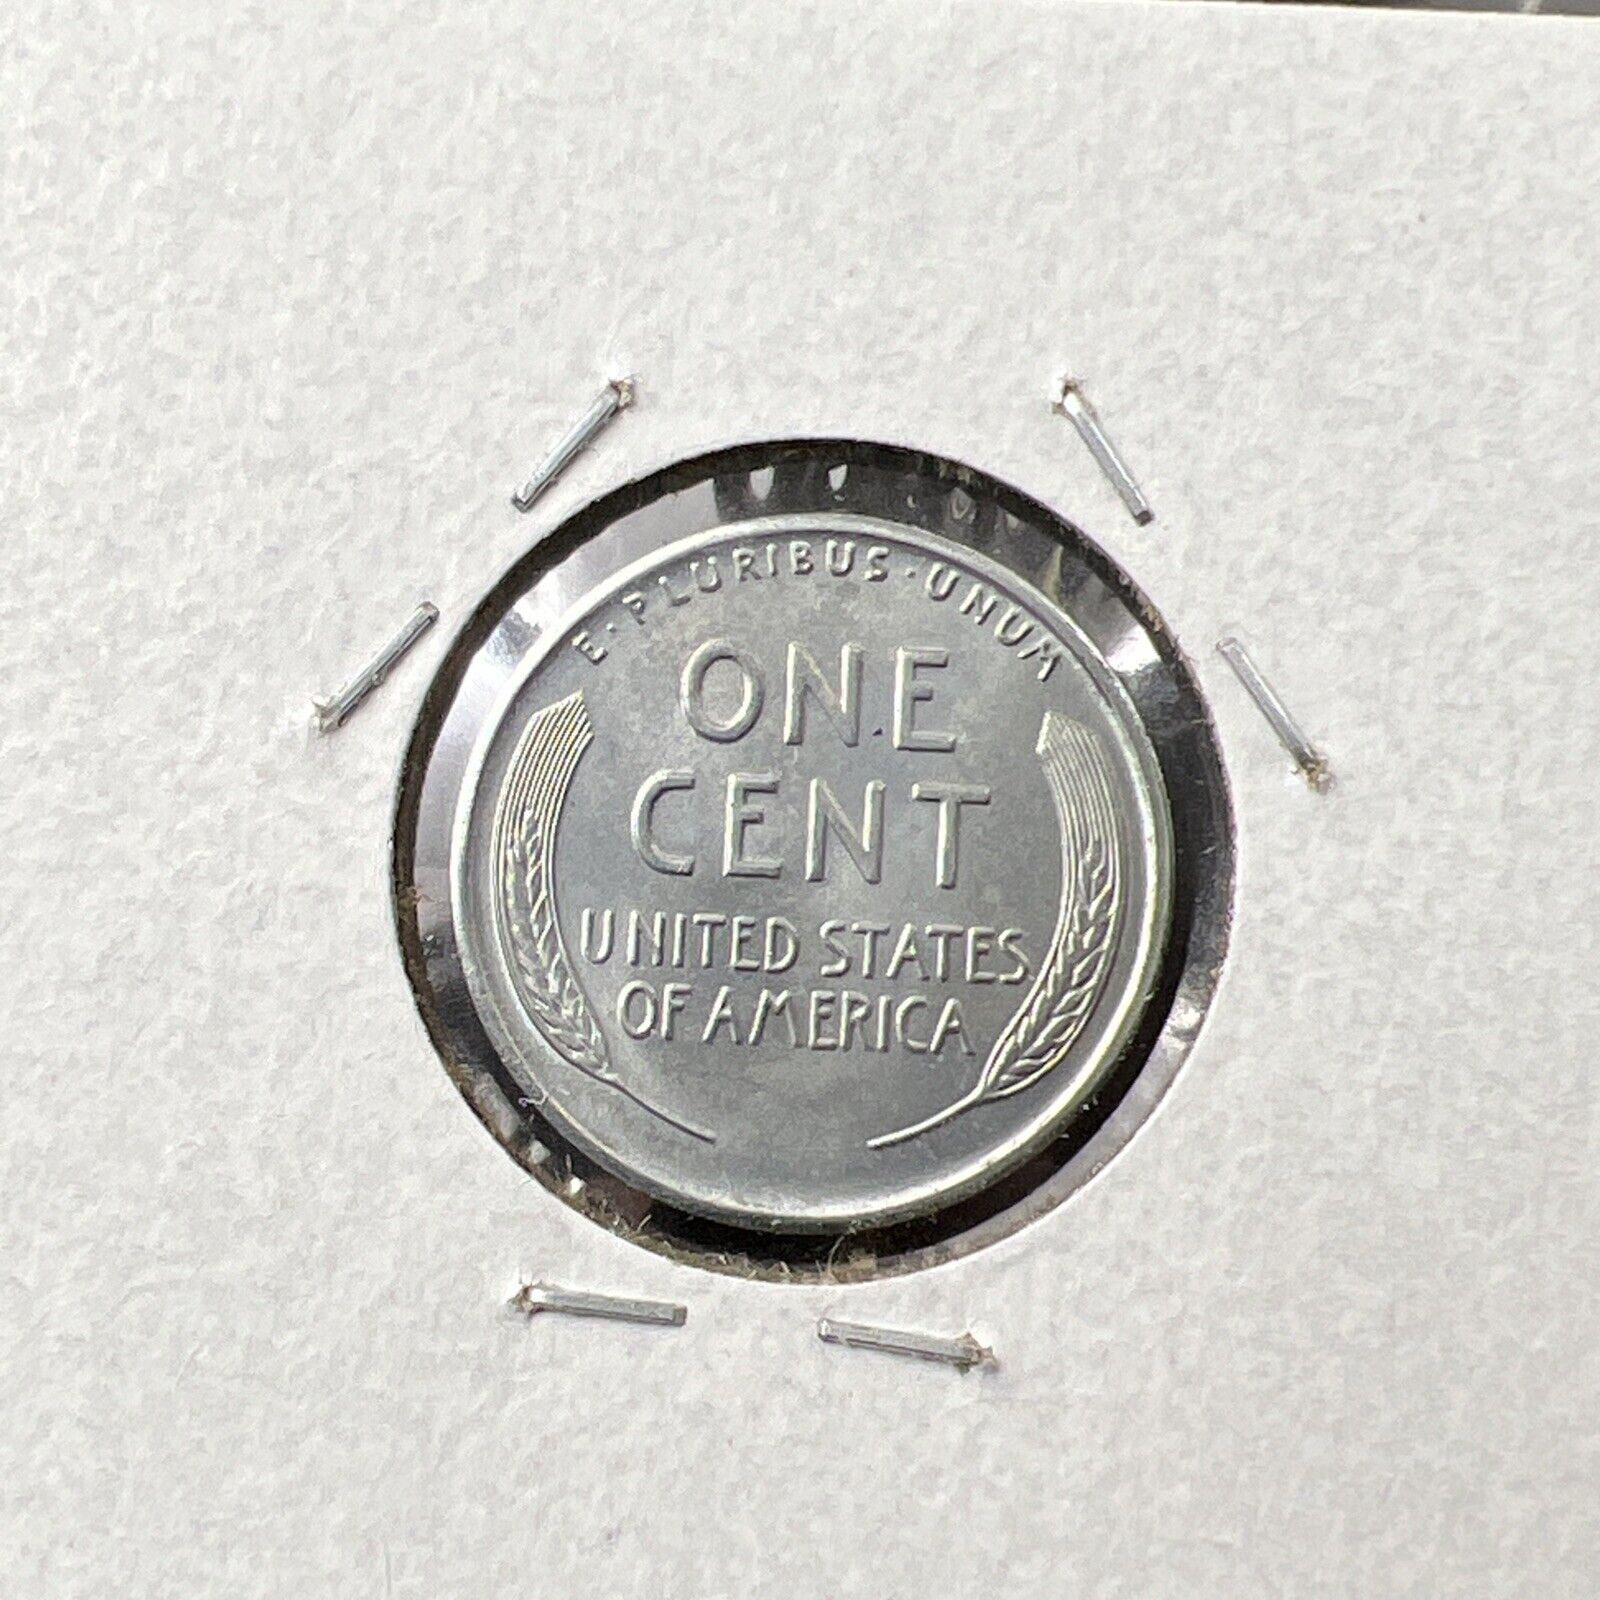 E·PLURIBUS·UNUM
ONE
CENT
UNITED STATES
OF AMERICA